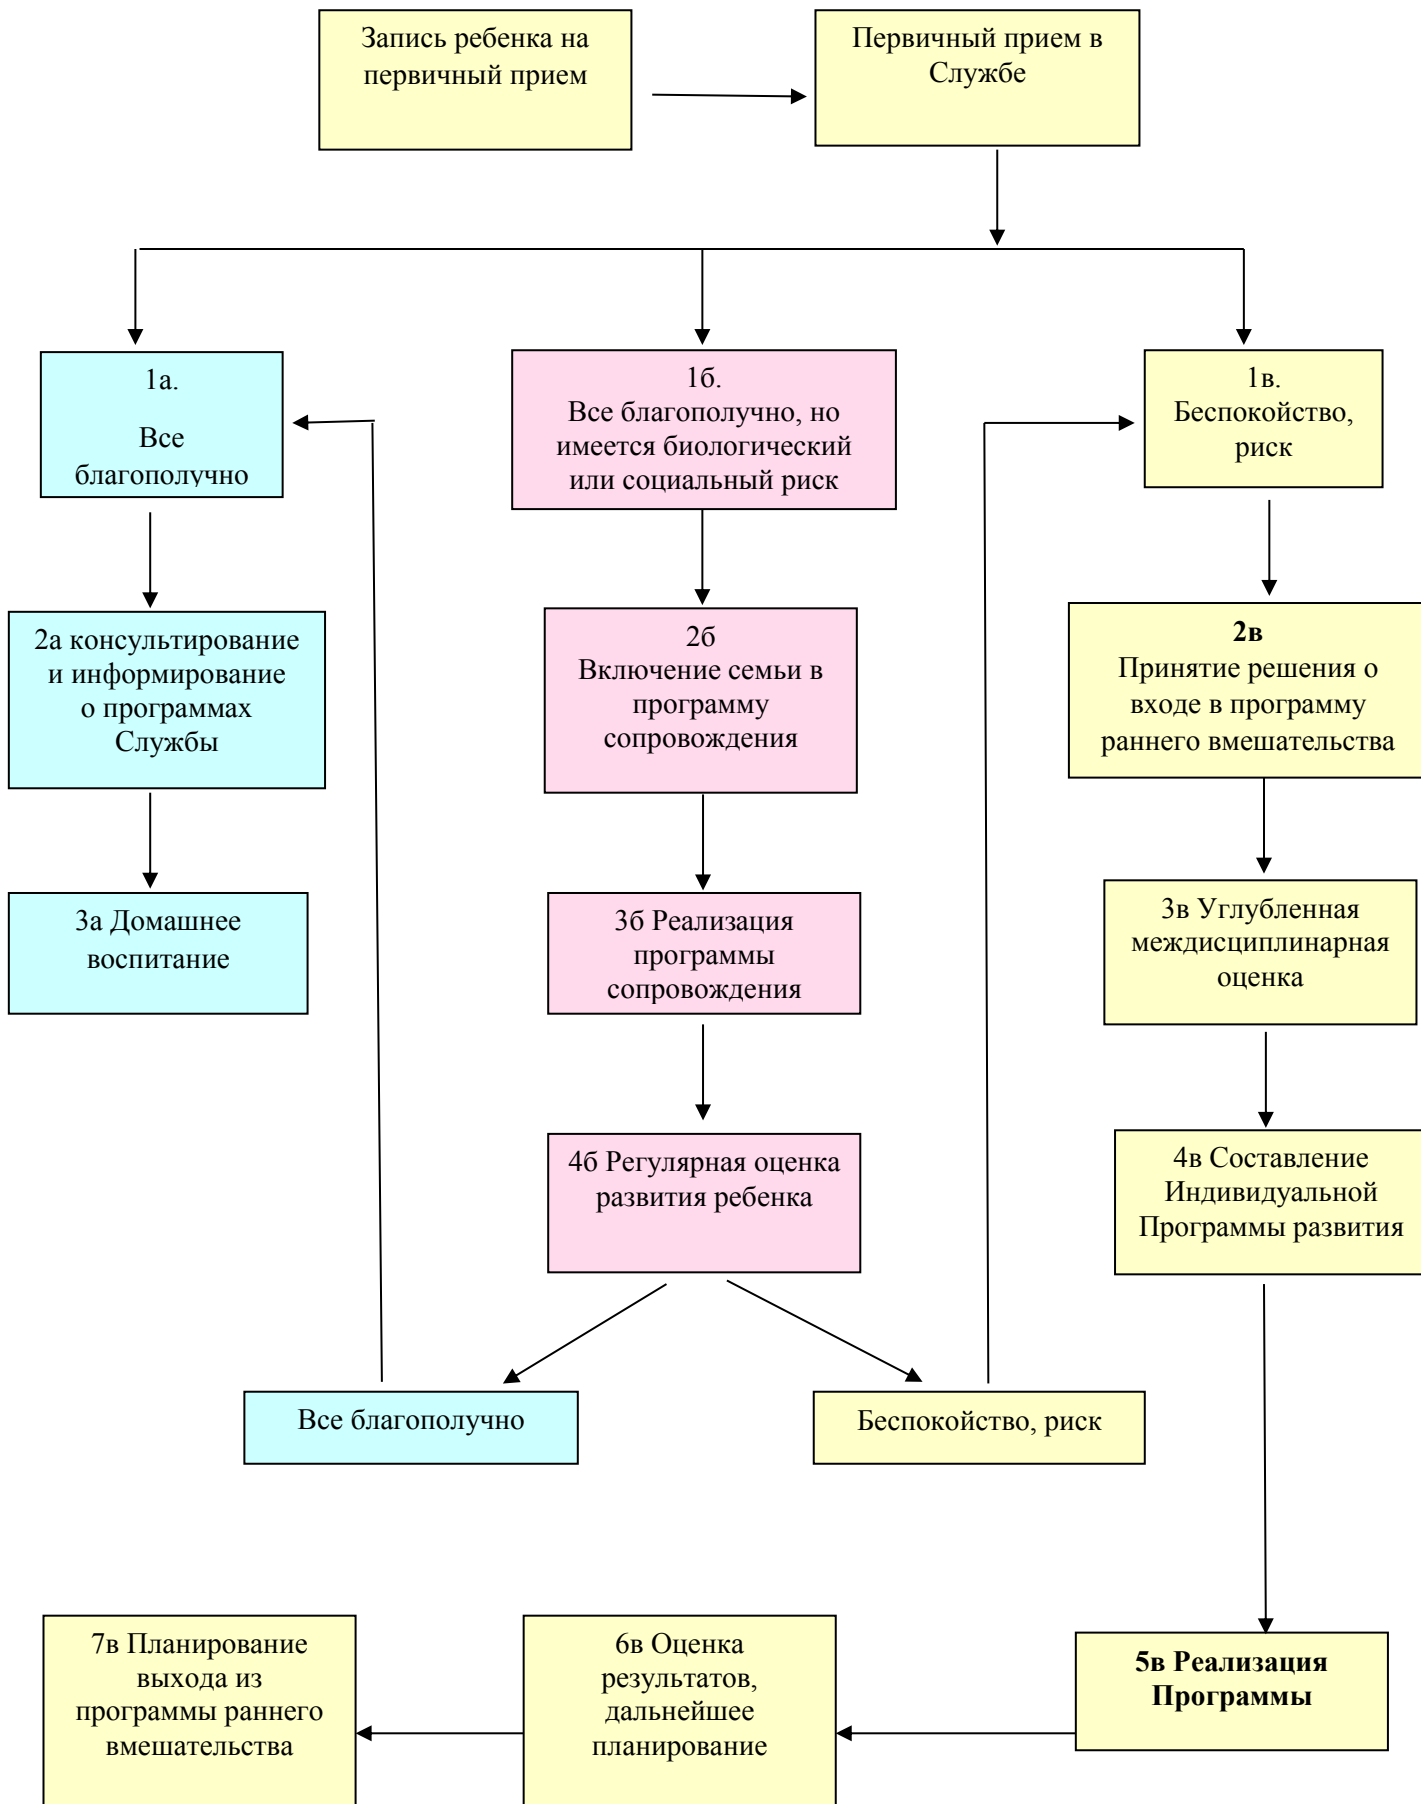 Запись ребенка на
первичный прием
Первичный прием в
Службе
1а.
Все
благополучно
1б.
Все благополучно, но
имеется биологический
или социальный риск
1в.
Беспокойство,
риск
2а консультирование
и информирование
о программах
Службы
2б
Включение семьи в
программу
сопровождения
2в
Принятие решения о
входе в программу
раннего вмешательства
3а Домашнее
воспитание
3б Реализация
программы
сопровождения
3в Углубленная
междисциплинарная
оценка
4б Регулярная оценка
развития ребенка
4в Составление
Индивидуальной
Программы развития
Все благополучно
Беспокойство, риск
7в Планирование
выхода из
программы раннего
вмешательства
6в Оценка
результатов,
дальнейшее
планирование
5в Реализация
Программы